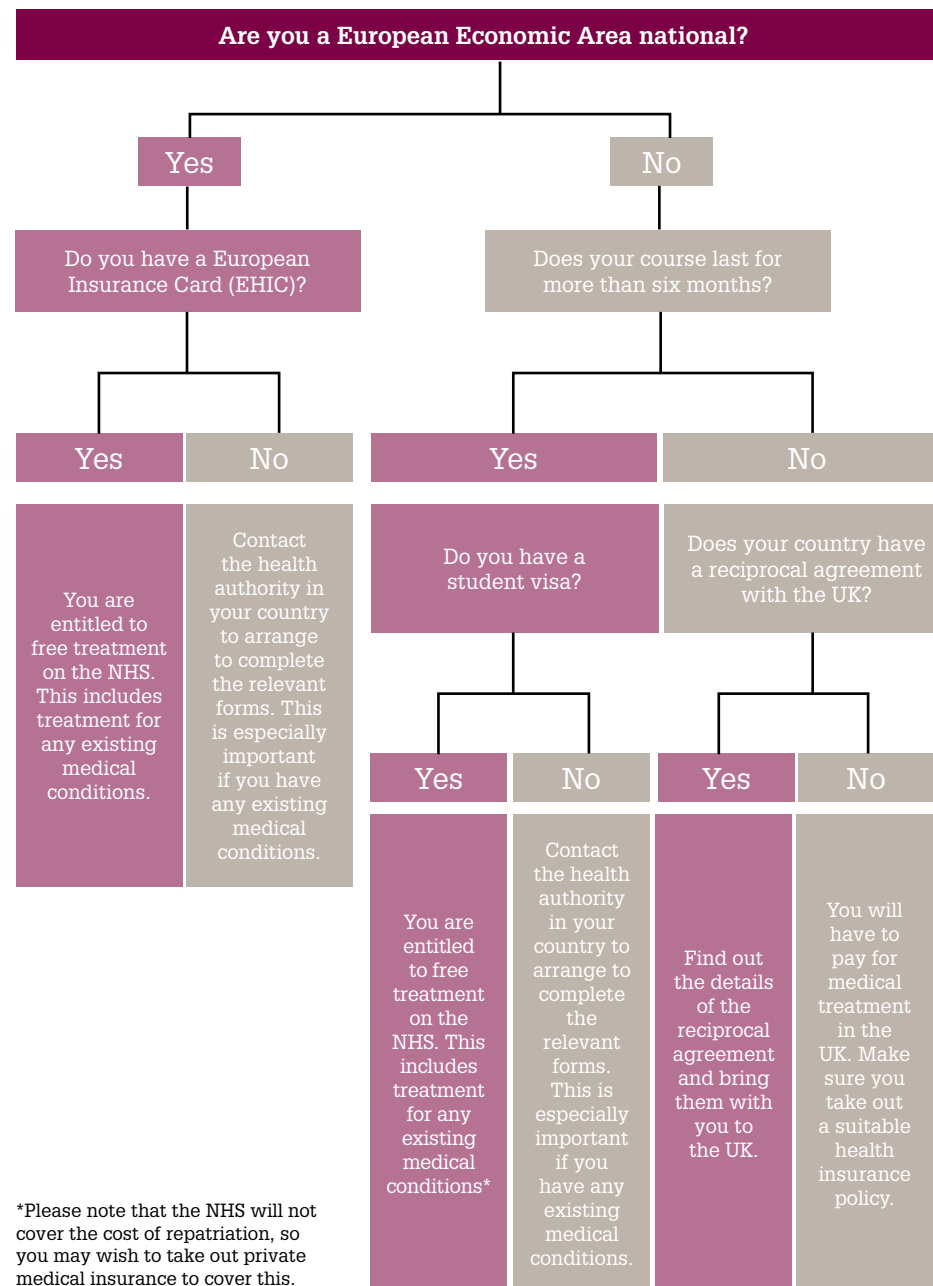 Are you a European Economic Area national?
Yes
No
Do you have a European
Insurance Card (EHIC)?
Does your course last for
more than six months?
Yes
No
Yes
No
You are
entitled to
free treatment
on the NHS.
This includes
treatment for
any existing
medical
conditions.
Contact
the health
authority in
your country
to arrange
to complete
the relevant
forms. This
is especially
important
if you have
any existing
medical
conditions.
Do you have a
student visa?
Does your country have
a reciprocal agreement
with the UK?
Yes
No
Yes
No
You are
entitled
to free
treatment
on the
NHS. This
includes
treatment
for any
existing
medical
conditions*
Contact
the health
authority
in your
country to
arrange to
complete
the
relevant
forms.
This is
especially
important
if you
have any
existing
medical
conditions.
Find out
the details
of the
reciprocal
agreement
and bring
them with
you to
the UK.
You will
have to
pay for
medical
treatment
in the
UK. Make
sure you
take out
a suitable
health
insurance
policy.
*Please note that the NHS will not
cover the cost of repatriation, so
you may wish to take out private
medical insurance to cover this.